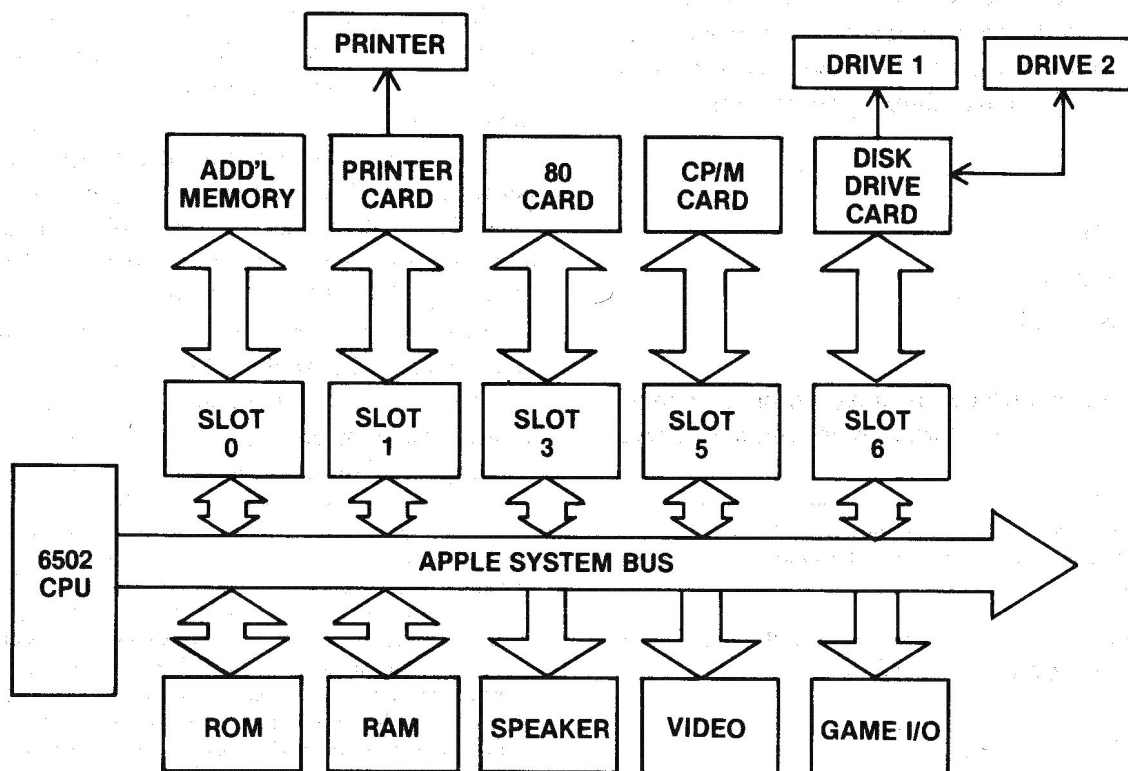 PRINTER
DRIVE 1
DRIVE 2
ADD'L
MEMORY
PRINTER
CARD
80
CARD
CP/M
CARD
DISK
DRIVE
CARD
SLOT
0
SLOT
1
SLOT
3
SLOT
5
SLOT
6
6502
CPU
APPLE SYSTEM BUS
ROM
RAM
SPEAKER
VIDEO
GAME I/O